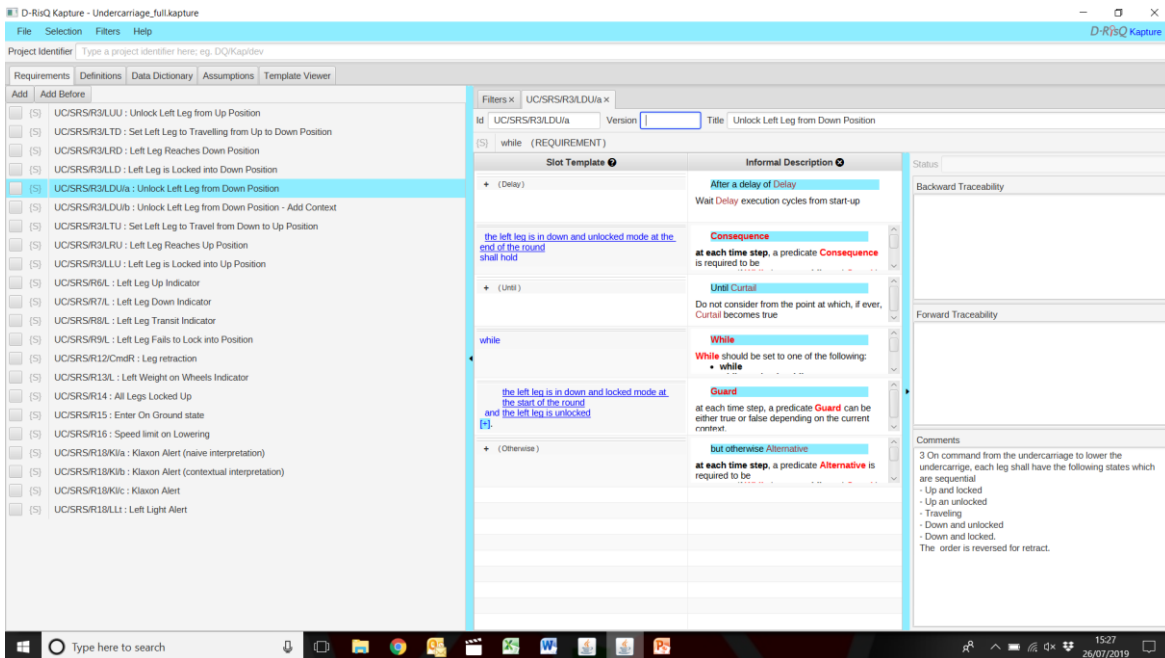 D-RisQ Kapture - Undercarriage_full.kapture
File Selection Filters Help
D-RisQ Kapture
Project Identifier Type a project identifier here; eg. DQ/Kap/dev
Requirements Definitions Data Dictionary Assumptions Template Viewer
Add Add Before
{S} UC/SRS/R3/LUU : Unlock Left Leg from Up Position
{S} UC/SRS/R3/LTD : Set Left Leg to Travelling from Up to Down Position
{S} UC/SRS/R3/LRD : Left Leg Reaches Down Position
{S} UC/SRS/R3/LLD : Left Leg is Locked into Down Position
{S} UC/SRS/R3/LDU/a : Unlock Left Leg from Down Position
{S} UC/SRS/R3/LDU/b : Unlock Left Leg from Down Position - Add Context
{S} UC/SRS/R3/LTU : Set Left Leg to Travel from Down to Up Position
{S} UC/SRS/R3/LRU : Left Leg Reaches Up Position
{S} UC/SRS/R3/LLU : Left Leg is Locked into Up Position
{S} UC/SRS/R6/L : Left Leg Up Indicator
{S} UC/SRS/R7/L : Left Leg Down Indicator
{S} UC/SRS/R8/L : Left Leg Transit Indicator
{S} UC/SRS/R9/L : Left Leg Fails to Lock into Position
{S} UC/SRS/R12/CmdR : Leg retraction
{S} UC/SRS/R13/L : Left Weight on Wheels Indicator
{S} UC/SRS/R14 : All Legs Locked Up
{S} UC/SRS/R15 : Enter On Ground state
{S} UC/SRS/R16 : Speed limit on Lowering
{S} UC/SRS/R18/Kl/a : Klaxon Alert (naive interpretation)
{S} UC/SRS/R18/Kl/b : Klaxon Alert (contextual interpretation)
{S} UC/SRS/R18/Kl/c : Klaxon Alert
{S} UC/SRS/R18/LLt : Left Light Alert
Filters × UC/SRS/R3/LDU/a ×
Id UC/SRS/R3/LDU/a Version Title Unlock Left Leg from Down Position
{S} while (REQUIREMENT)
Slot Template Informal Description
+ (Delay)
After a delay of Delay
Wait Delay execution cycles from start-up
the left leg is in down and unlocked mode at the
end of the round
shall hold
Consequence
at each time step, a predicate Consequence
is required to be
+ (Until)
Until Curtail
Do not consider from the point at which, if ever,
Curtail becomes true
while
While
While should be set to one of the following:
• while
the left leg is in down and locked mode at
the start of the round
and the left leg is unlocked
[+].
Guard
at each time step, a predicate Guard can be
either true or false depending on the current
context.
+ (Otherwise)
but otherwise Alternative
at each time step, a predicate Alternative is
required to be
Status
Backward Traceability
Forward Traceability
Comments
3 On command from the undercarriage to lower the
undercarrige, each leg shall have the following states which
are sequential
- Up and locked
- Up an unlocked
- Traveling
- Down and unlocked
- Down and locked.
The order is reversed for retract.
Type here to search
15:27
26/07/2019